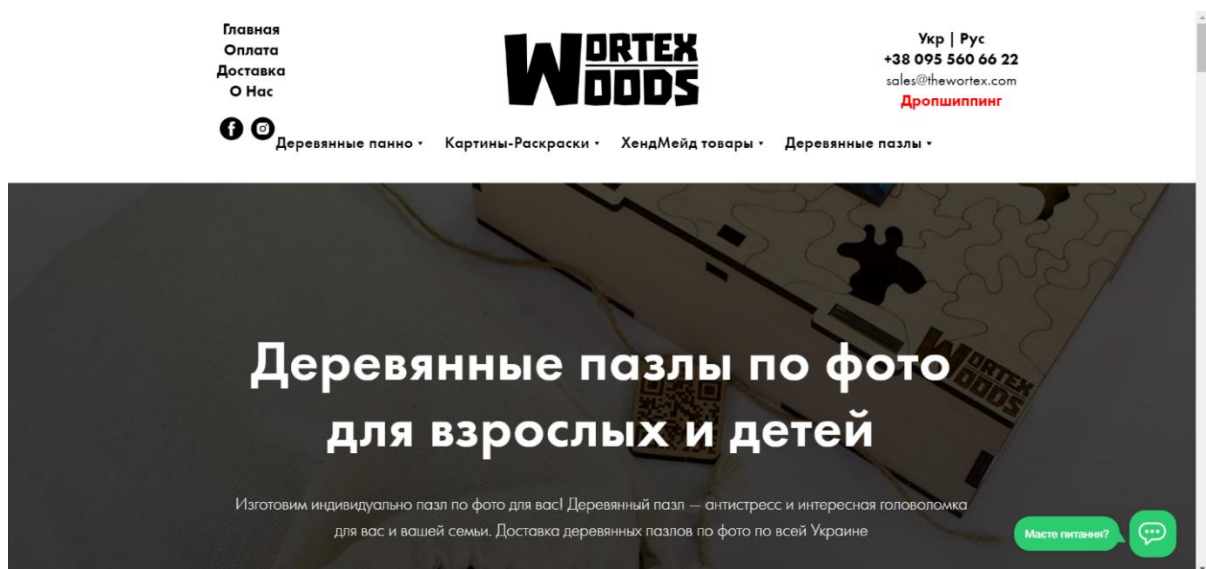 Главная
Оплата
Доставка
О Нас
WORTEX
WOODS
Укр | Рус
+38 095 560 66 22
sales@thewortex.com
Дропшиппинг
Деревянные панно ▾ Картины-Раскраски ▾ ХендМейд товары ▾ Деревянные пазлы ▾
WORTEX
WOODS
Деревянные пазлы по фото
для взрослых и детей
Изготовим индивидуально пазл по фото для вас! Деревянный пазл — антистресс и интересная головоломка
для вас и вашей семьи. Доставка деревянных пазлов по фото по всей Украине
Маєте питання?